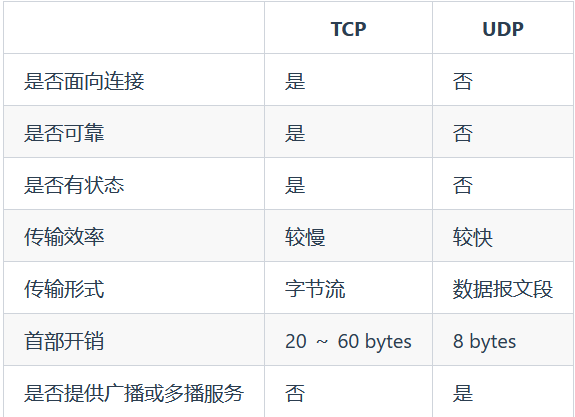 TCP UDP
是否面向连接 是 否
是否可靠 是 否
是否有状态 是 否
传输效率 较慢 较快
传输形式 字节流 数据报文段
首部开销 20 ~ 60 bytes 8 bytes
是否提供广播或多播服务 否 是